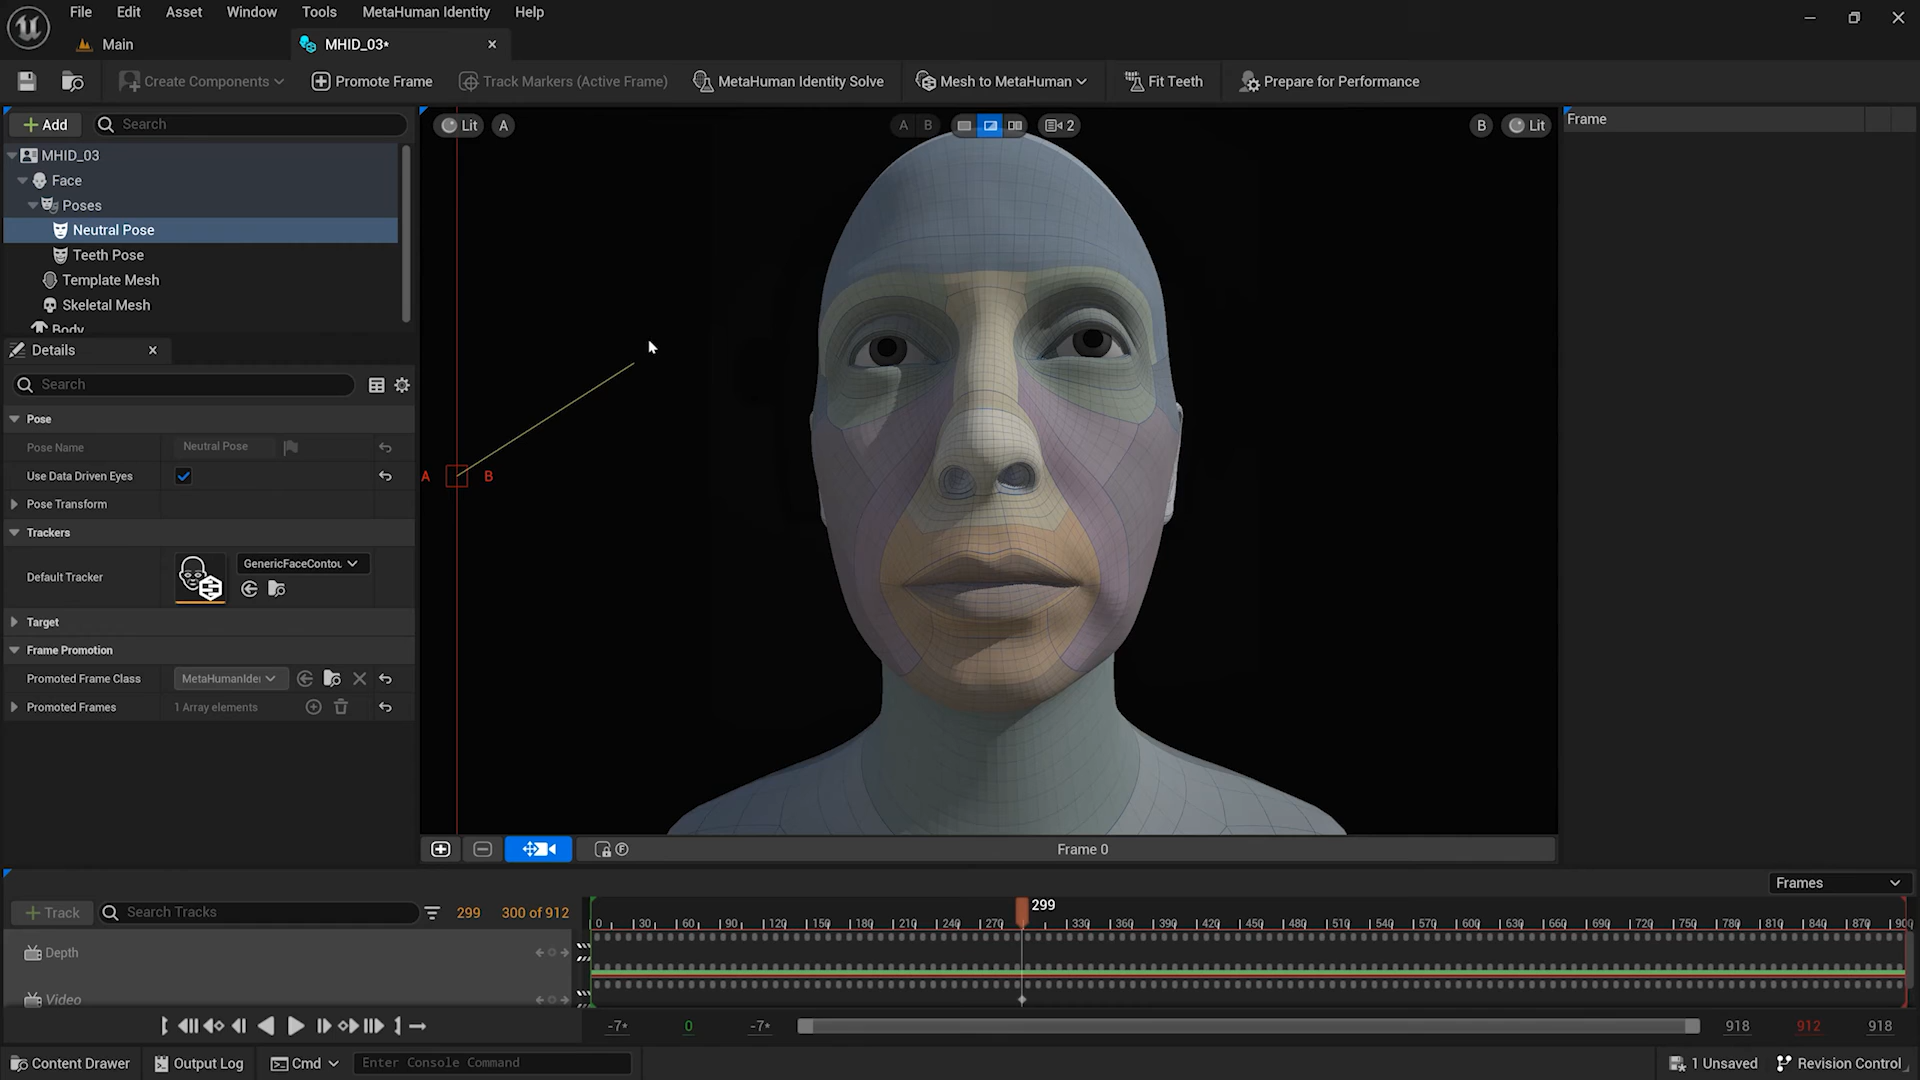 File Edit Asset Window Tools MetaHuman Identity Help
Main MHID_03*
Create Components Promote Frame Track Markers (Active Frame) MetaHuman Identity Solve Mesh to MetaHuman Fit Teeth Prepare for Performance
Add Search
MHID_03
Face
Poses
Neutral Pose
Teeth Pose
Template Mesh
Skeletal Mesh
Body
Lit A
A B 2
B Lit
Frame
Details
Search
Pose
Pose Name Neutral Pose
Use Data Driven Eyes
Pose Transform
Trackers
Default Tracker GenericFaceContou
Target
Frame Promotion
Promoted Frame Class MetaHumanIde
Promoted Frames 1 Array elements
A B
F
Frame 0
Frames
Track Search Tracks 299 300 of 912
299
0 30 60 90 120 150 180 210 240 270 330 360 390 420 450 480 510 540 570 600 630 660 690 720 750 780 810 840 870 900
Depth
Video
-7* 0 -7* 918 912 918
Content Drawer Output Log Cmd Enter Console Command 1 Unsaved Revision Control